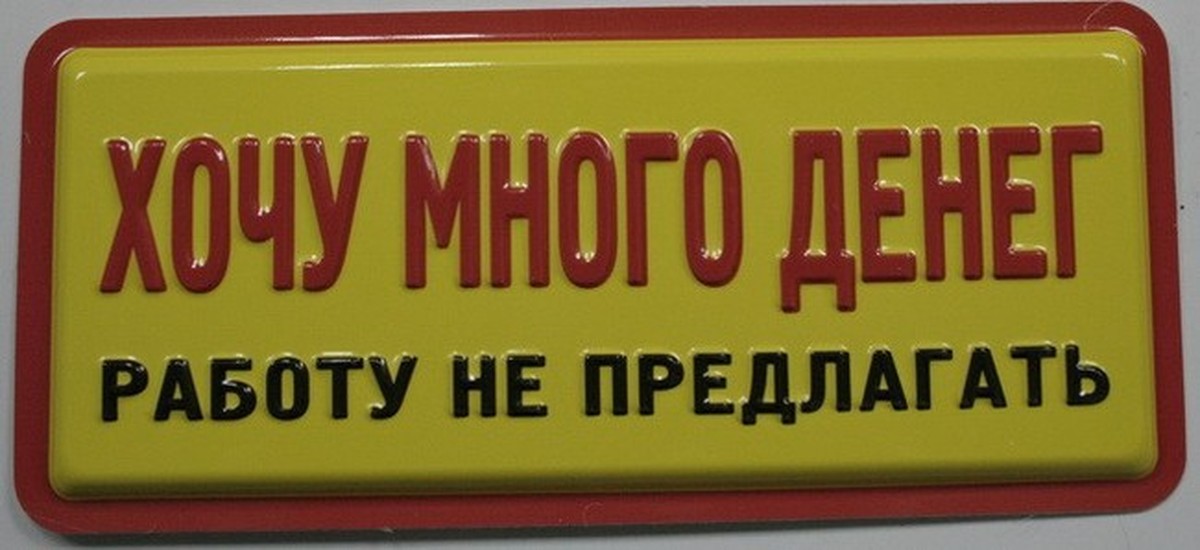 ХОЧУ МНОГО ДЕНЕГ
РАБОТУ НЕ ПРЕДЛАГАТЬ